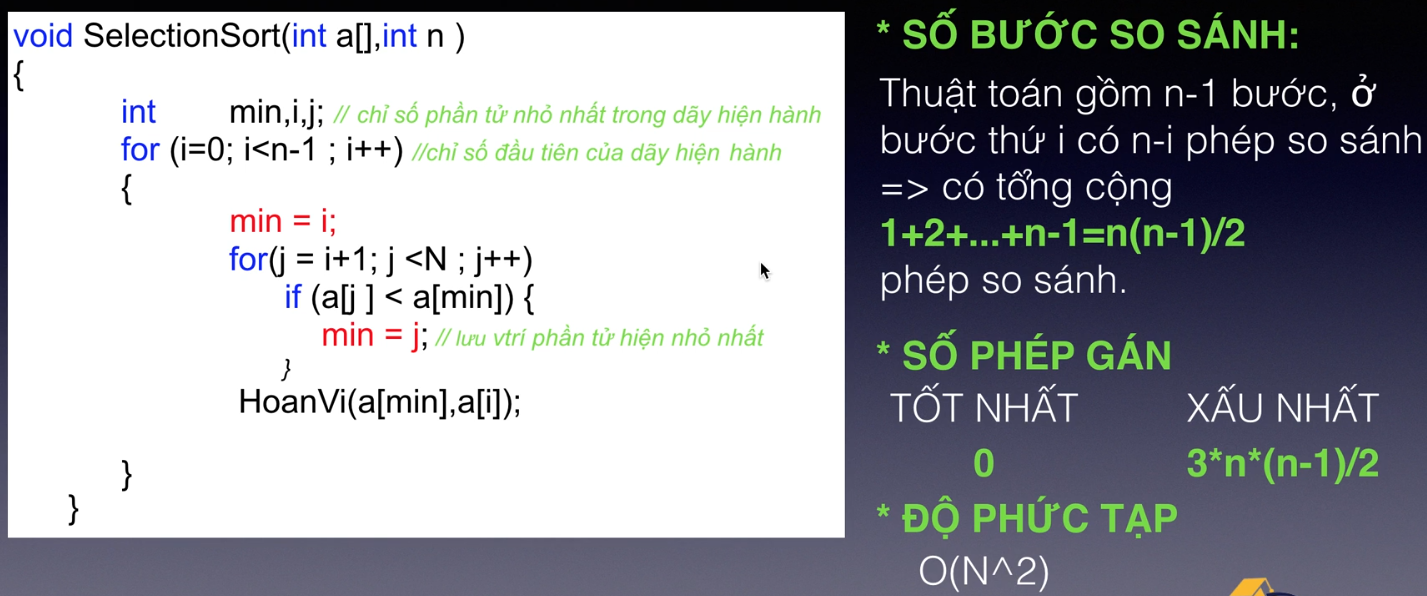 void SelectionSort(int a[],int n )
{
int min,i,j; // chỉ số phần tử nhỏ nhất trong dãy hiện hành
for (i=0; i<n-1 ; i++) //chỉ số đầu tiên của dãy hiện hành
{
min = i;
for(j = i+1; j <N ; j++)
if (a[j ] < a[min]) {
min = j; // lưu vtrí phần tử hiện nhỏ nhất
}
HoanVi(a[min],a[i]);
}
}
* SỐ BƯỚC SO SÁNH:
Thuật toán gồm n-1 bước, ở
bước thứ i có n-i phép so sánh
=> có tổng cộng
1+2+...+n-1=n(n-1)/2
phép so sánh.
* SỐ PHÉP GÁN
TỐT NHẤT XẤU NHẤT
0 3*n*(n-1)/2
* ĐỘ PHỨC TẠP
O(N^2)